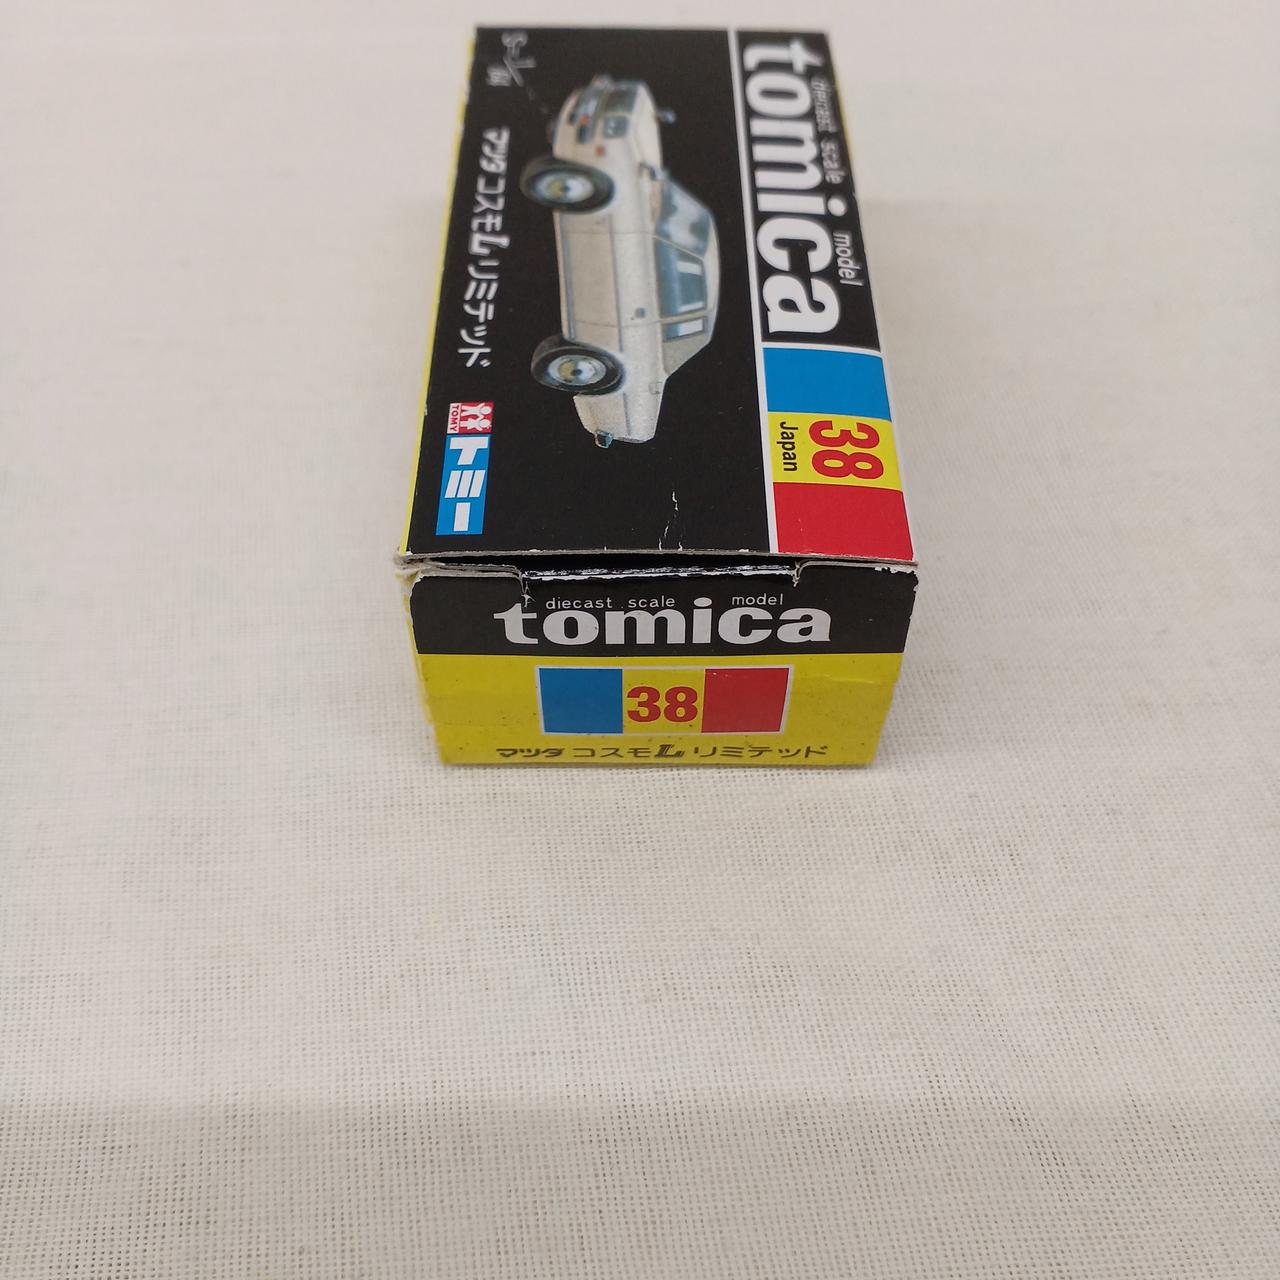 diecast scale model
tomica
38
Japan
マツダ コスモL リミテッド
TOMY
トミー
diecast scale model
tomica
38
マツダ コスモL リミテッド